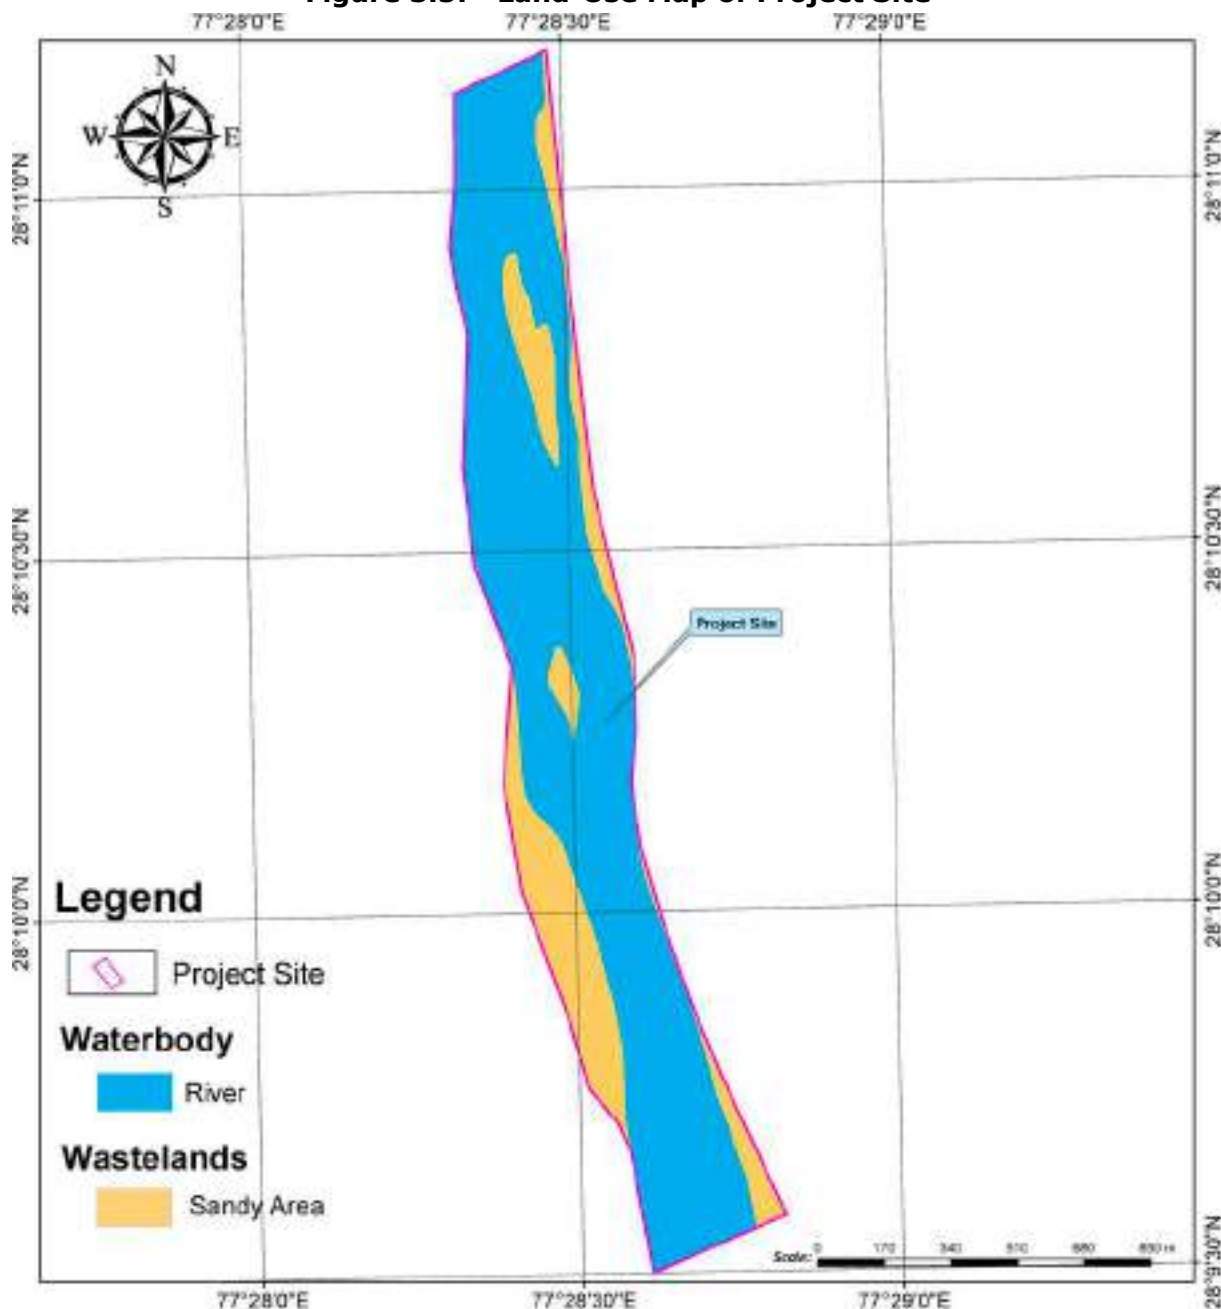 Figure 3.3: Land Use Map of Project Site
77°28'0"E 77°28'30"E 77°29'0"E
N
W E
S
28°11'0"N 28°11'0"N
28°10'30"N 28°10'30"N
Project Site
28°10'0"N 28°10'0"N
Legend
Project Site
Waterbody
River
Wastelands
Sandy Area
28°9'30"N
Scale: 0 170 340 510 680 850 m
77°28'0"E 77°28'30"E 77°29'0"E